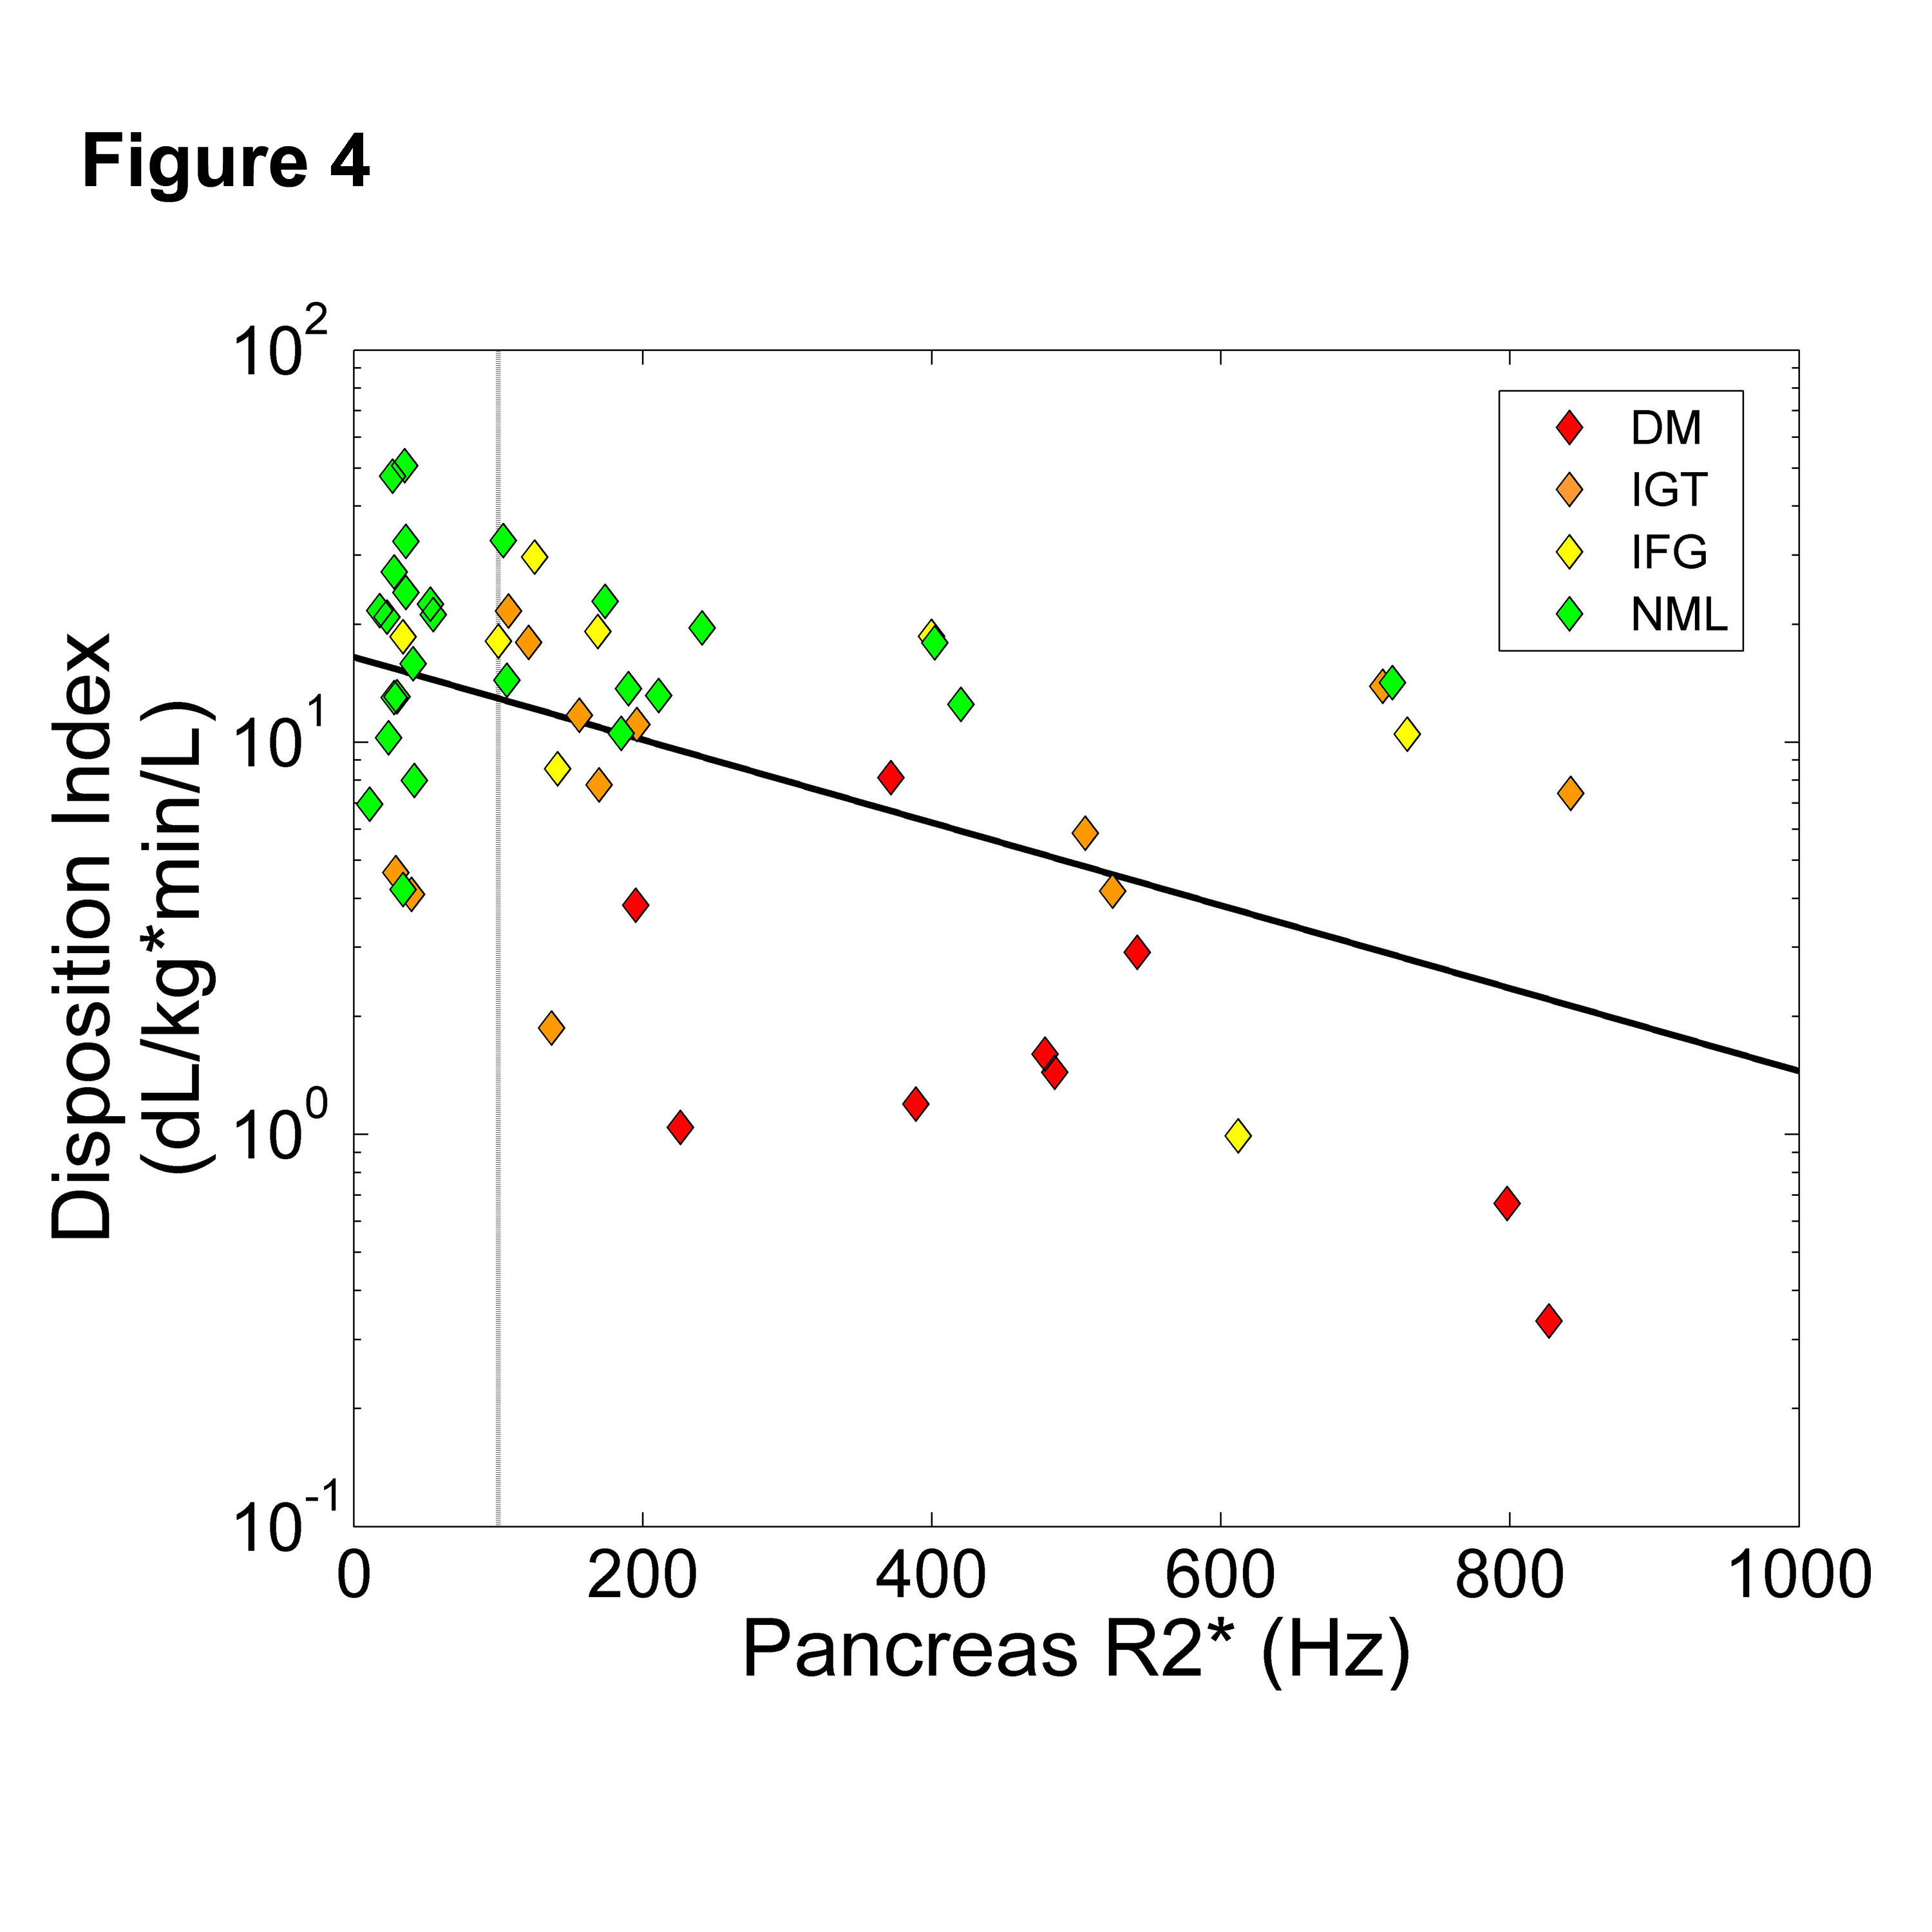 Figure 4
10^2
10^1
10^0
10^-1
Disposition Index
(dL/kg*min/L)
DM
IGT
IFG
NML
0 200 400 600 800 1000
Pancreas R2* (Hz)